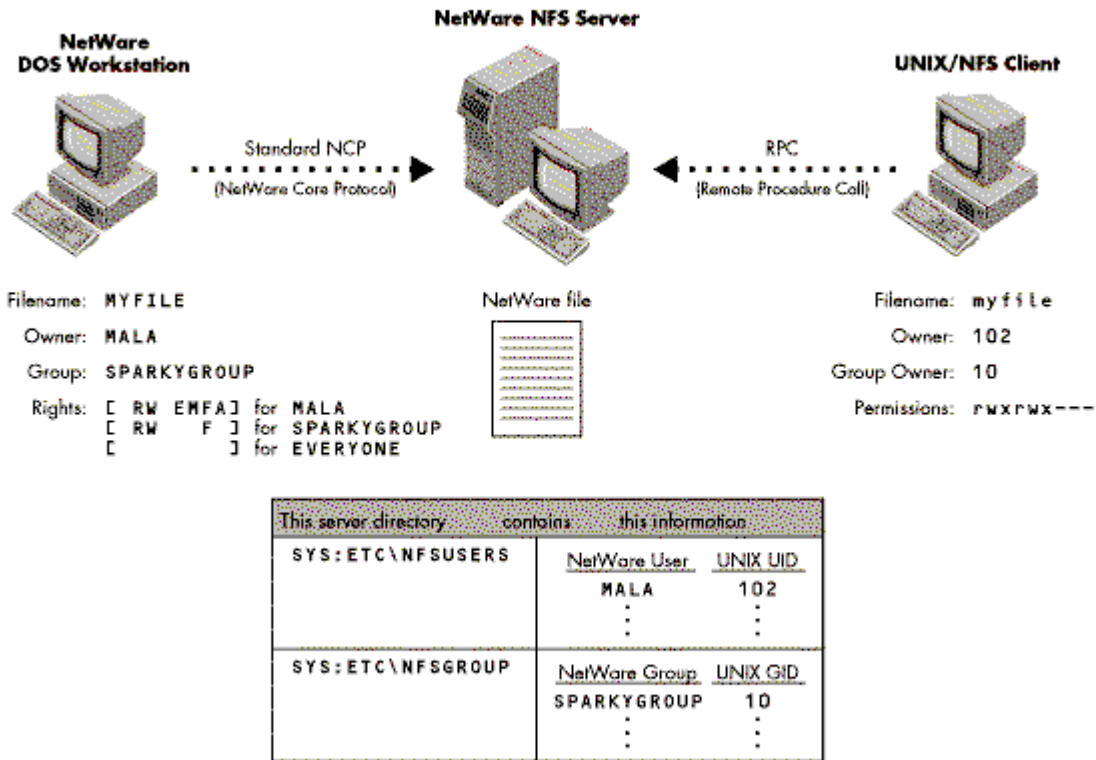 NetWare NFS Server
NetWare
DOS Workstation
UNIX/NFS Client
Standard NCP
(NetWare Core Protocol)
RPC
(Remote Procedure Call)
Filename: MYFILE
Owner: MALA
Group: SPARKYGROUP
Rights: [ RW EMFA] for MALA
[ RW F ] for SPARKYGROUP
[ ] for EVERYONE
NetWare file
Filename: myfile
Owner: 102
Group Owner: 10
Permissions: rwxrwx---
This server directory contains this information
SYS:ETC\NFSUSERS
NetWare User UNIX UID
MALA 102
SYS:ETC\NFSGROUP
NetWare Group UNIX GID
SPARKYGROUP 10